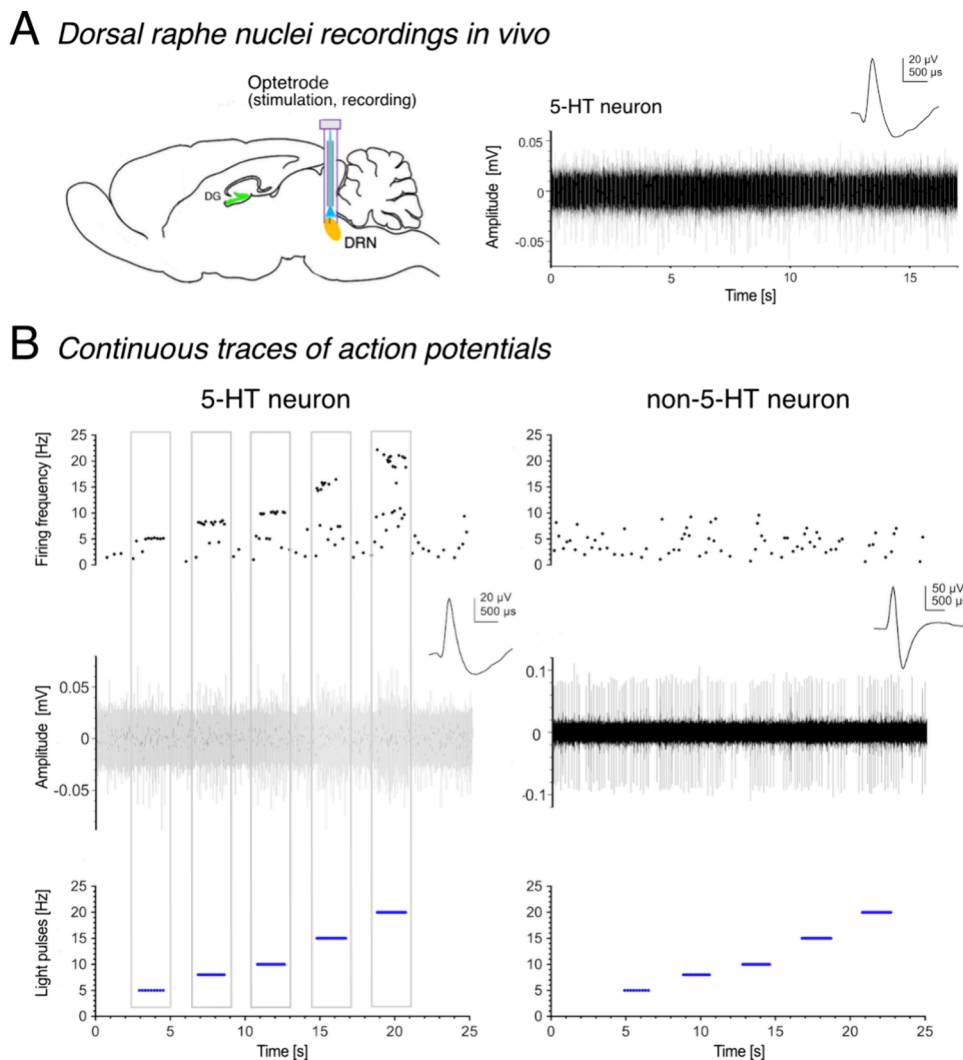 A Dorsal raphe nuclei recordings in vivo
Optetrode
(stimulation, recording)
DG
DRN
5-HT neuron
20 µV
500 µs
Amplitude [mV]
0.05
0
-0.05
0 5 10 15
Time [s]
B Continuous traces of action potentials
5-HT neuron
Firing frequency [Hz]
25
20
15
10
5
0
20 µV
500 µs
Amplitude [mV]
0.05
0
-0.05
Light pulses [Hz]
25
20
15
10
5
0
0 5 10 15 20 25
Time [s]
non-5-HT neuron
25
20
15
10
5
0
50 µV
500 µs
0.1
0
-0.1
25
20
15
10
5
0
0 5 10 15 20 25
Time [s]